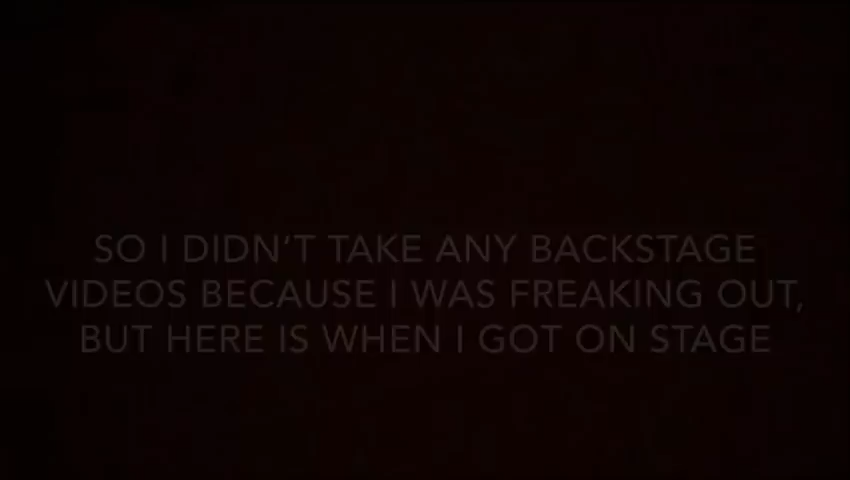 SO I DIDN'T TAKE ANY BACKSTAGE
VIDEOS BECAUSE I WAS FREAKING OUT,
BUT HERE IS WHEN I GOT ON STAGE